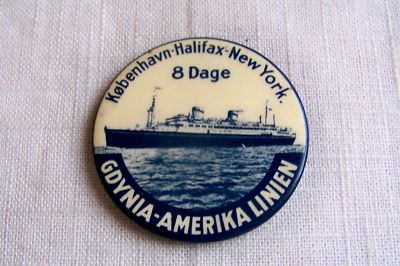 København-Halifax-New York.
8 Dage
GDYNIA-AMERIKA LINIEN